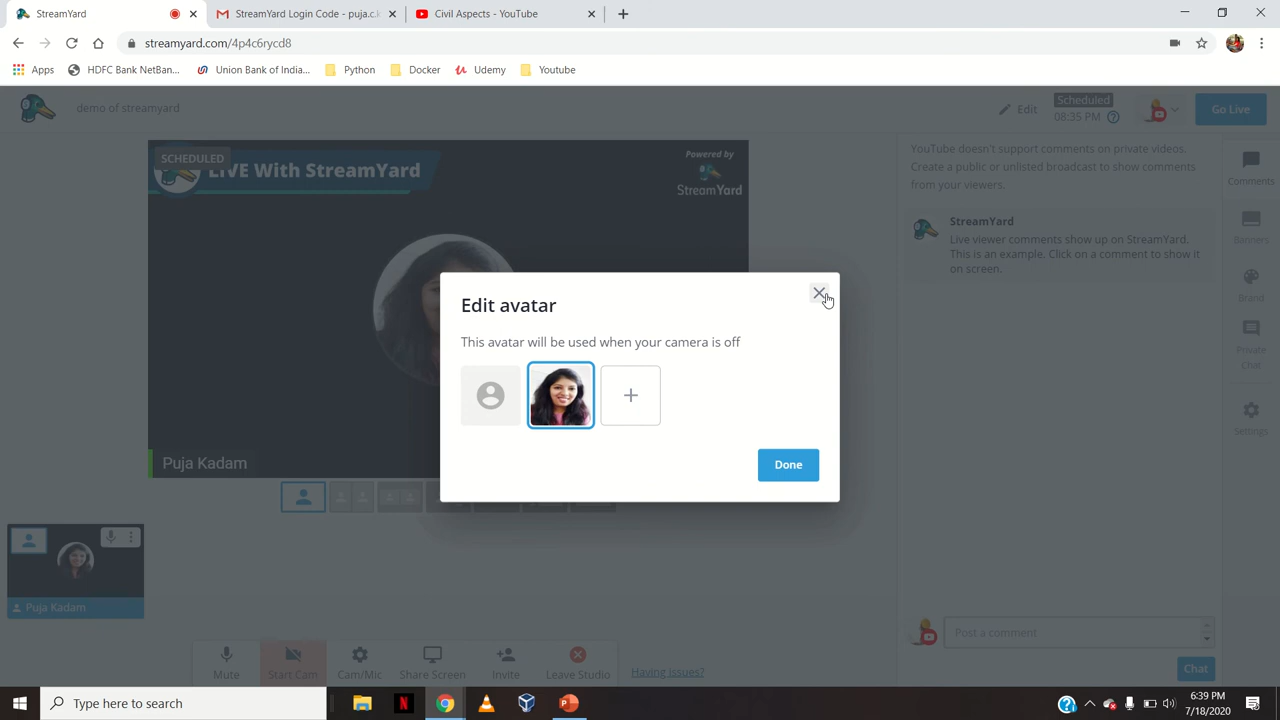 StreamYard
StreamYard Login Code - puja.c.k
Civil Aspects - YouTube
streamyard.com/4p4c6rycd8
Apps
HDFC Bank NetBan...
Union Bank of India...
Python
Docker
Udemy
Youtube
demo of streamyard
Edit
Scheduled
08:35 PM
Go Live
SCHEDULED
LIVE With StreamYard
Powered by
StreamYard
YouTube doesn't support comments on private videos.
Create a public or unlisted broadcast to show comments
from your viewers.
StreamYard
Live viewer comments show up on StreamYard.
This is an example. Click on a comment to show it
on screen.
Comments
Banners
Brand
Private
Chat
Settings
Edit avatar
This avatar will be used when your camera is off
Done
Puja Kadam
Puja Kadam
Mute
Start Cam
Cam/Mic
Share Screen
Invite
Leave Studio
Having issues?
Post a comment
Chat
Type here to search
6:39 PM
7/18/2020